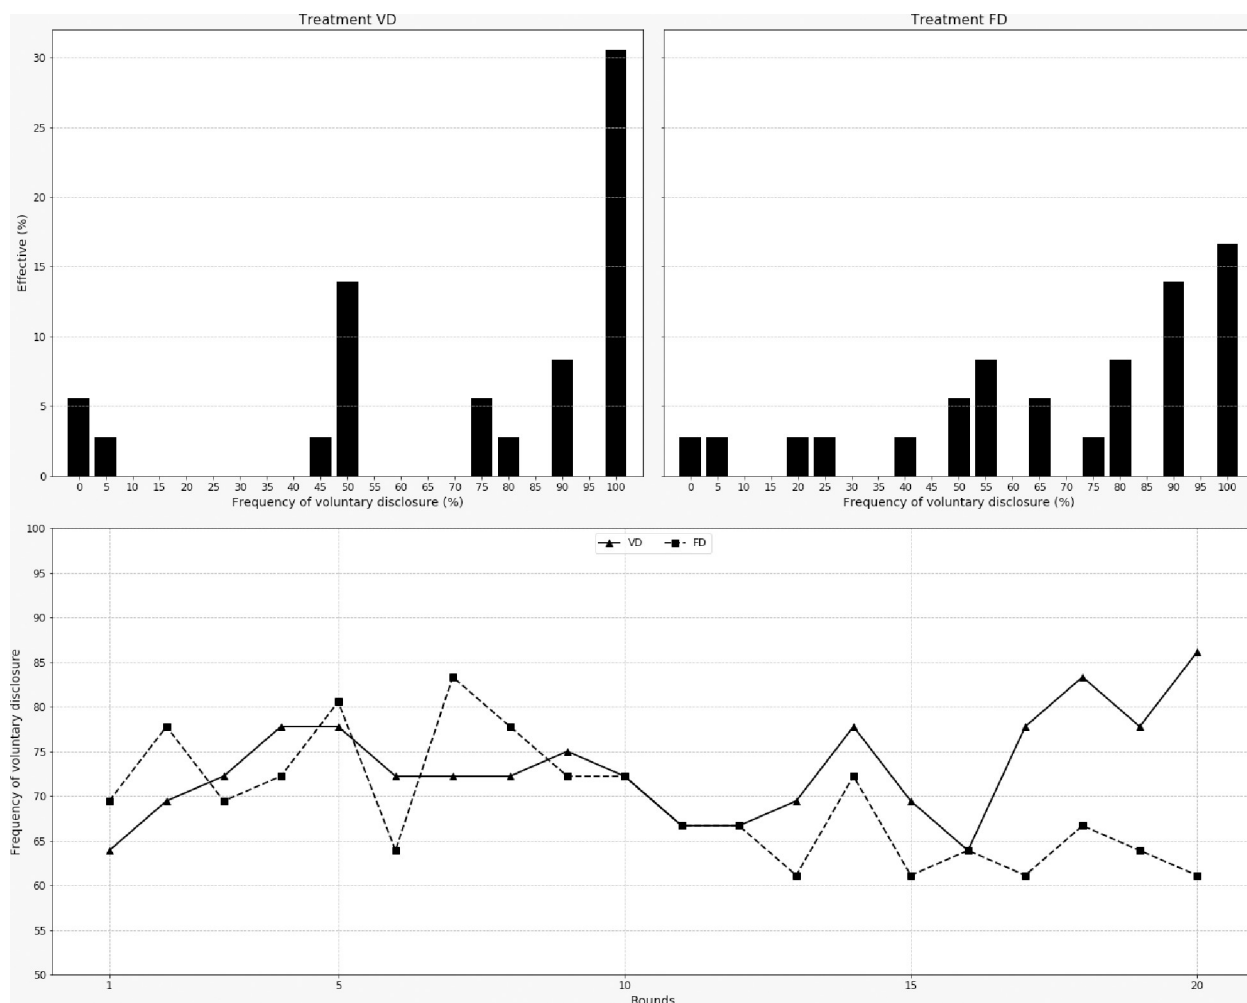 Treatment VD
Treatment FD
30
25
20
15
10
5
0
Effective (%)
0 5 10 15 20 25 30 35 40 45 50 55 60 65 70 75 80 85 90 95 100
0 5 10 15 20 25 30 35 40 45 50 55 60 65 70 75 80 85 90 95 100
Frequency of voluntary disclosure (%)
Frequency of voluntary disclosure (%)
VD FD
100
95
90
85
80
75
70
65
60
55
50
Frequency of voluntary disclosure
1 5 10 15 20
Rounds